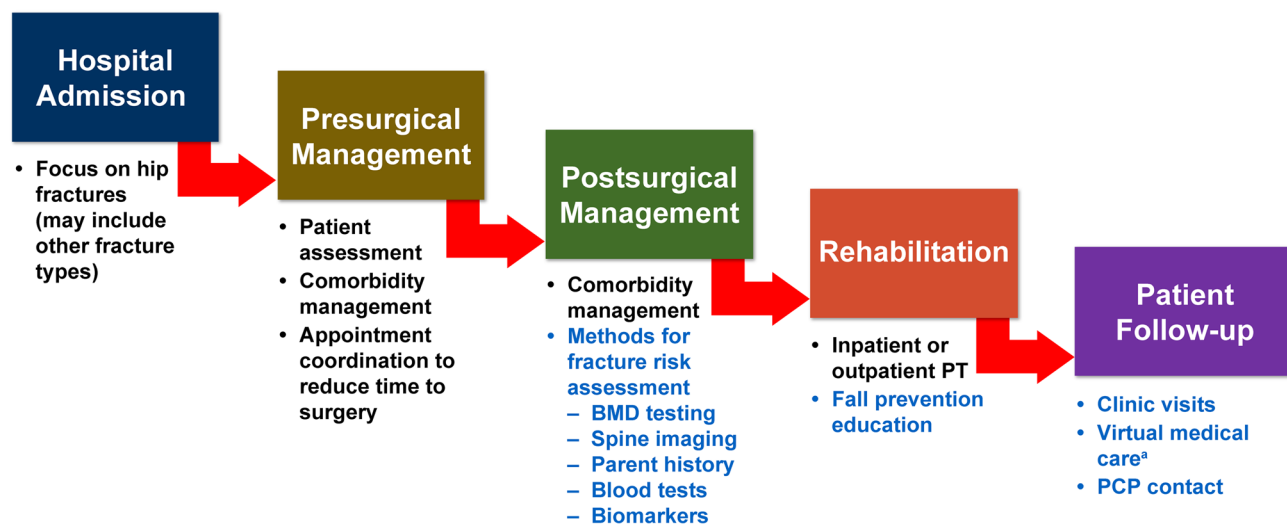 Hospital
Admission
• Focus on hip
fractures
(may include
other fracture
types)
Presurgical
Management
• Patient
assessment
• Comorbidity
management
• Appointment
coordination to
reduce time to
surgery
Postsurgical
Management
• Comorbidity
management
• Methods for
fracture risk
assessment
– BMD testing
– Spine imaging
– Parent history
– Blood tests
– Biomarkers
Rehabilitation
• Inpatient or
outpatient PT
• Fall prevention
education
Patient
Follow-up
• Clinic visits
• Virtual medical
careᵃ
• PCP contact